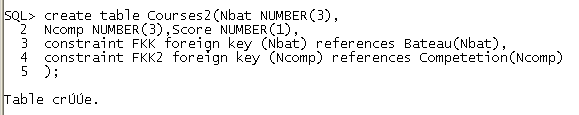 SQL> create table Courses2(Nbat NUMBER(3),
2 Ncomp NUMBER(3),Score NUMBER(1),
3 constraint FKK foreign key (Nbat) references Bateau(Nbat),
4 constraint FKK2 foreign key (Ncomp) references Competetion(Ncomp)
5 );
Table crÚÚe.